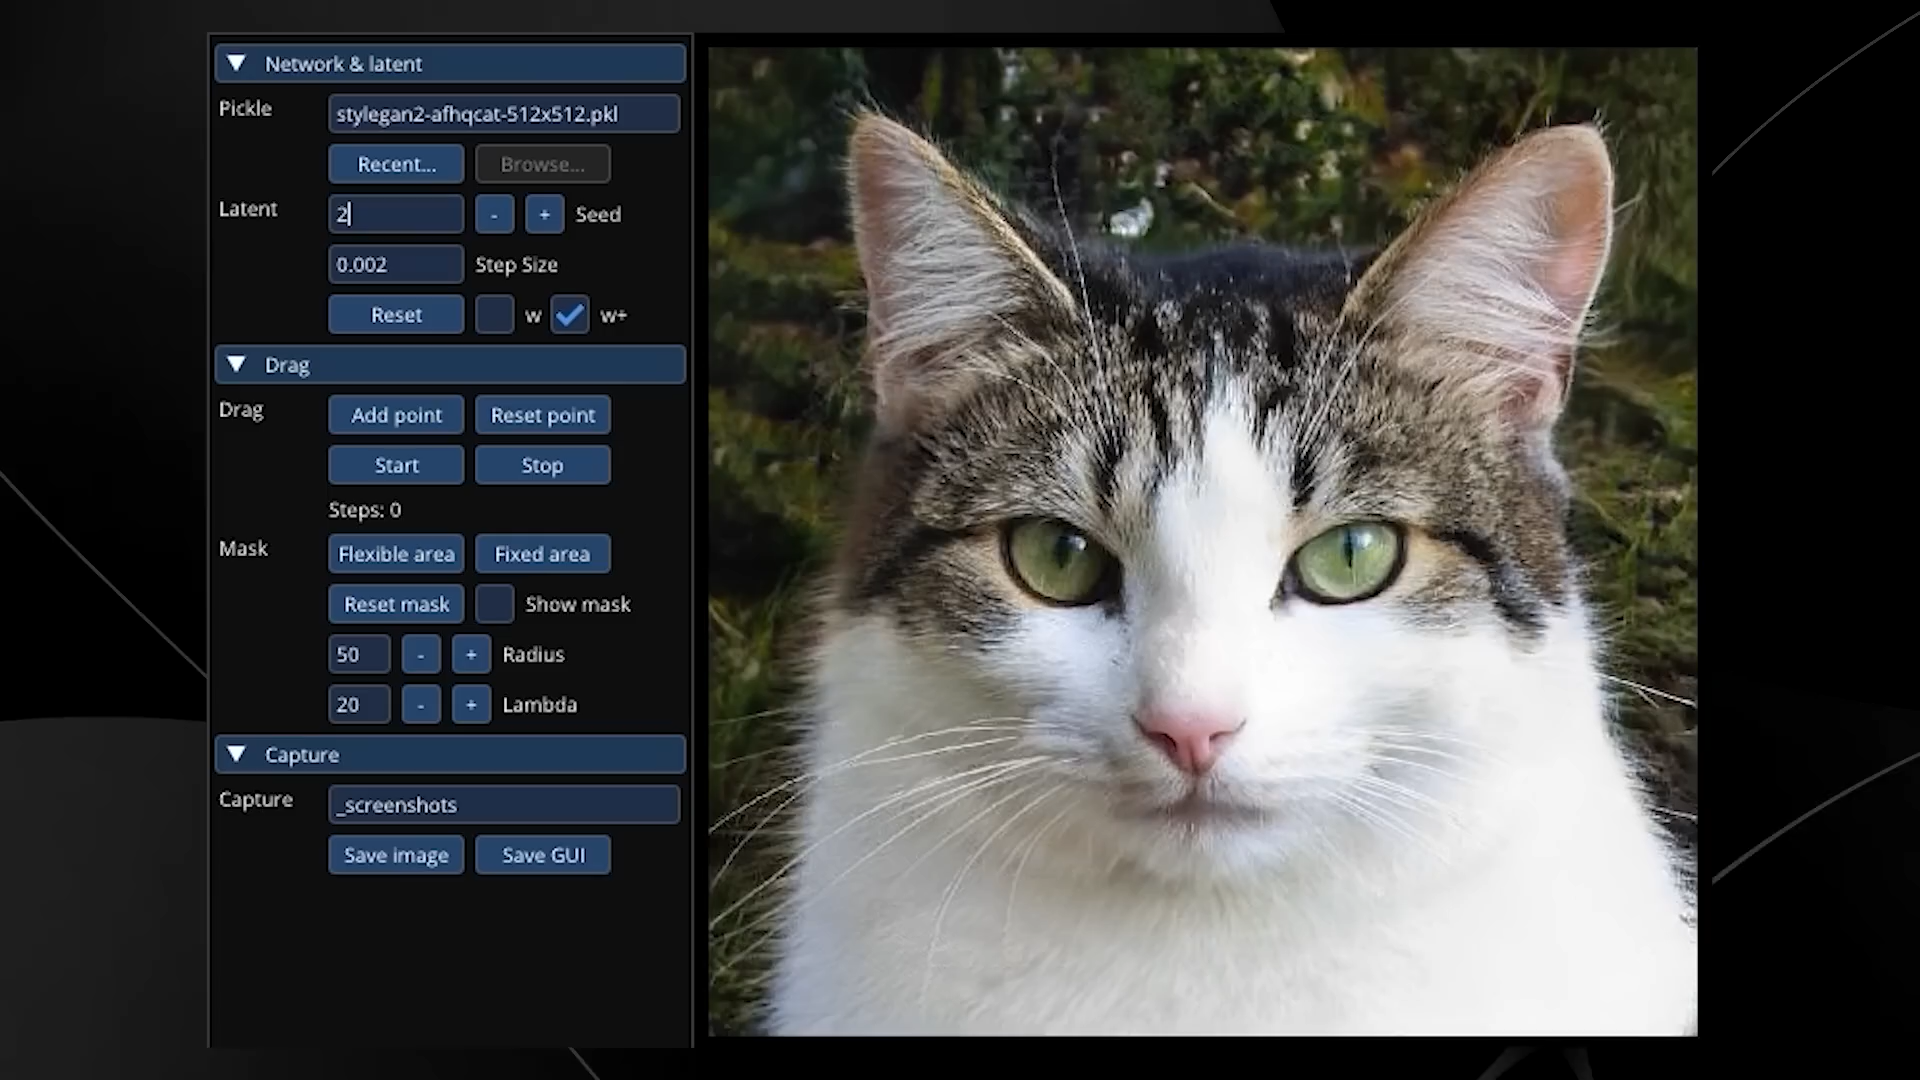 Network & latent
Pickle stylegan2-afhqcat-512x512.pkl
Recent... Browse...
Latent 2 - + Seed
0.002 Step Size
Reset w w+
Drag
Drag Add point Reset point
Start Stop
Steps: 0
Mask Flexible area Fixed area
Reset mask Show mask
50 - + Radius
20 - + Lambda
Capture
Capture _screenshots
Save image Save GUI